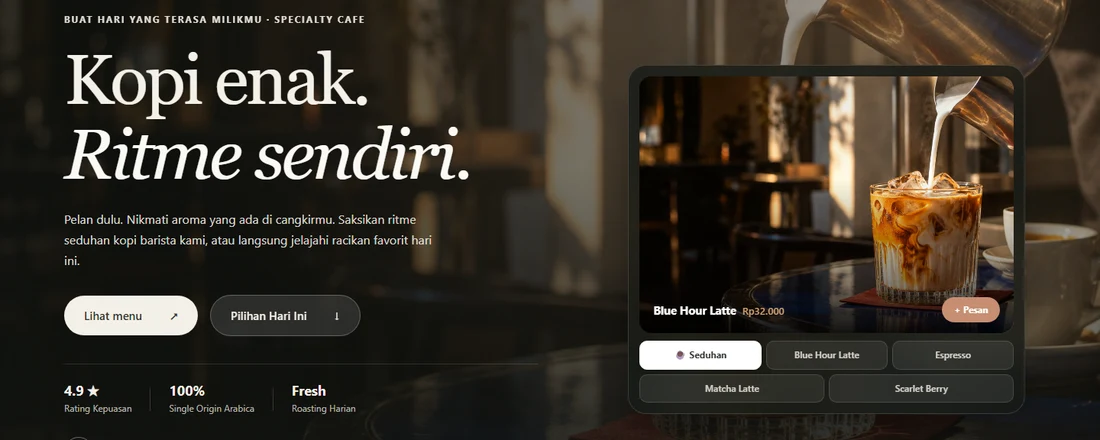 BUAT HARI YANG TERASA MILIKMU · SPECIALTY CAFE
Kopi enak.
Ritme sendiri.
Pelan dulu. Nikmati aroma yang ada di cangkirmu. Saksikan ritme
seduhan kopi barista kami, atau langsung jelajahi racikan favorit hari
ini.
Lihat menu ↗
Pilihan Hari Ini ↓
4.9 ★
Rating Kepuasan
100%
Single Origin Arabica
Fresh
Roasting Harian
Blue Hour Latte Rp32.000
+ Pesan
Seduhan
Blue Hour Latte
Espresso
Matcha Latte
Scarlet Berry